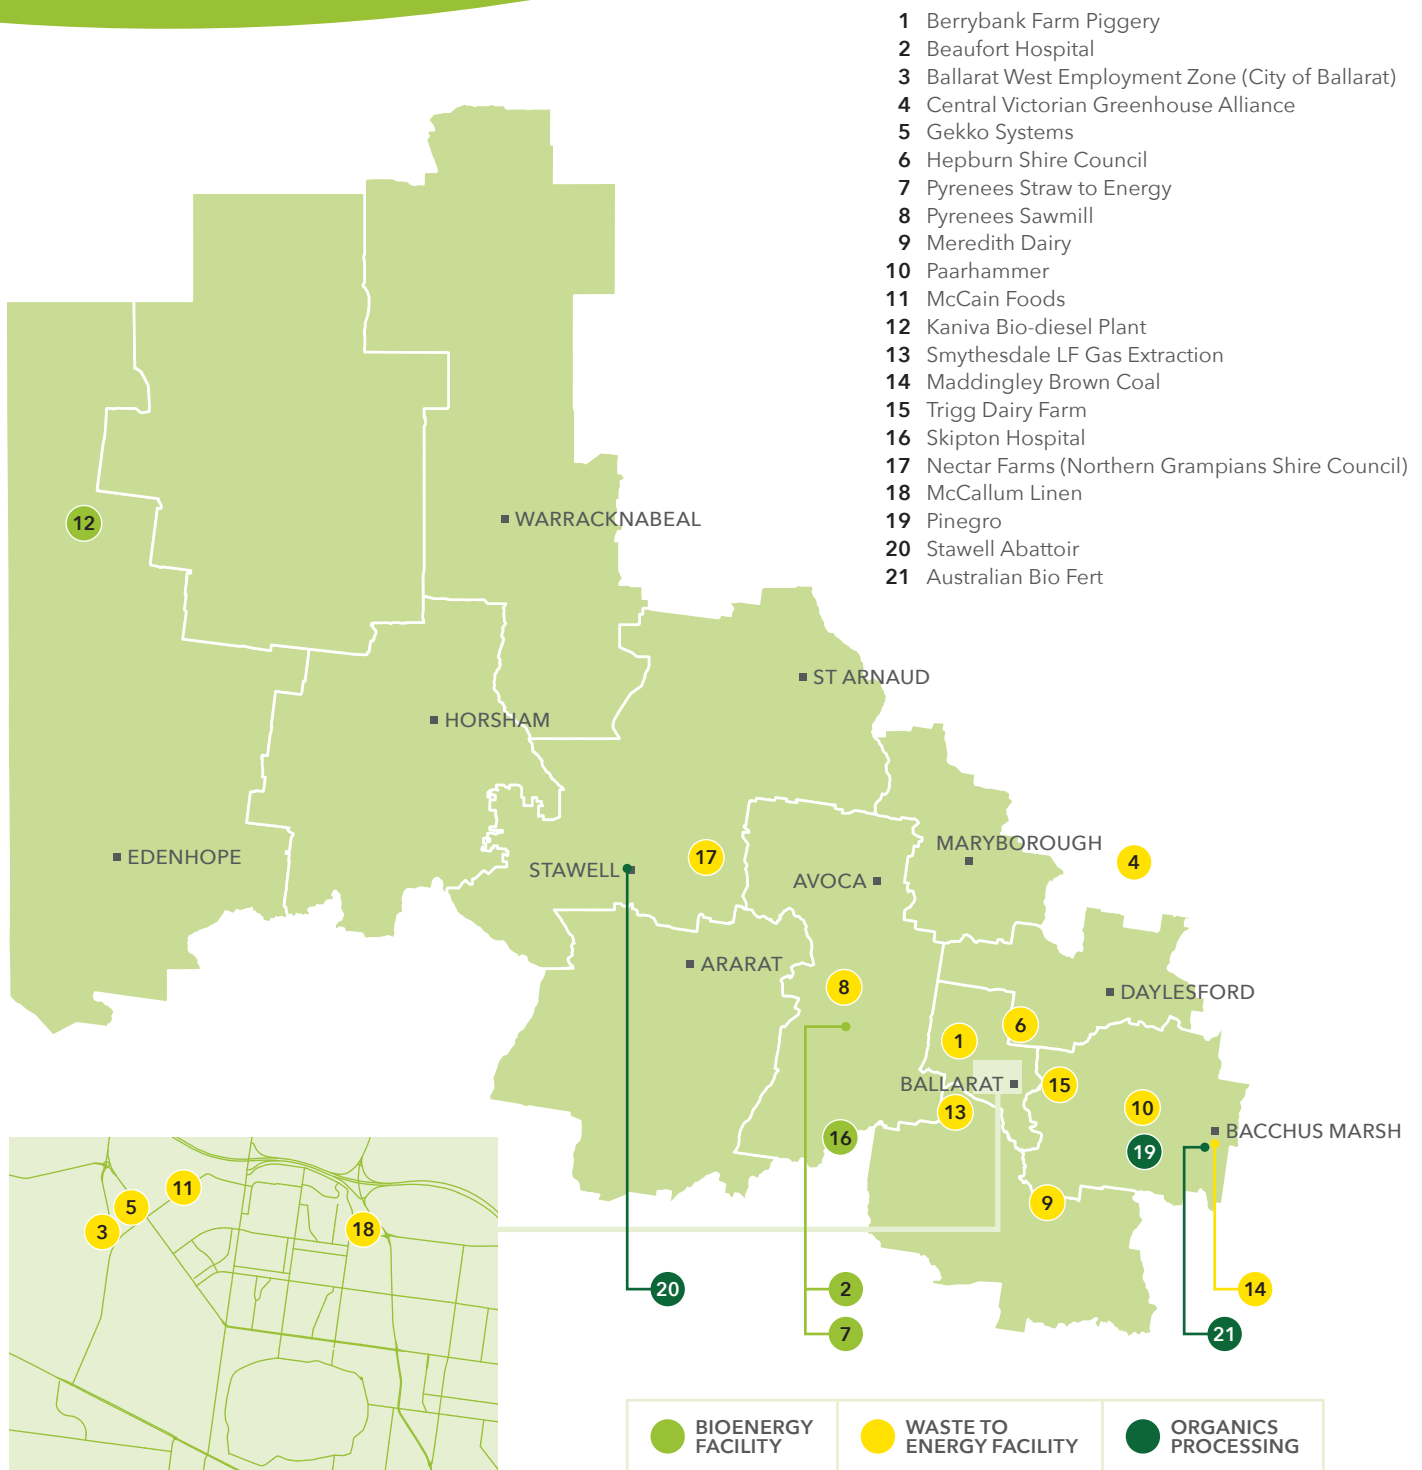 1 Berrybank Farm Piggery
2 Beaufort Hospital
3 Ballarat West Employment Zone (City of Ballarat)
4 Central Victorian Greenhouse Alliance
5 Gekko Systems
6 Hepburn Shire Council
7 Pyrenees Straw to Energy
8 Pyrenees Sawmill
9 Meredith Dairy
10 Paarhammer
11 McCain Foods
12 Kaniva Bio-diesel Plant
13 Smythesdale LF Gas Extraction
14 Maddingley Brown Coal
15 Trigg Dairy Farm
16 Skipton Hospital
17 Nectar Farms (Northern Grampians Shire Council)
18 McCallum Linen
19 Pinegro
20 Stawell Abattoir
21 Australian Bio Fert
12
WARRACKNABEAL
ST ARNAUD
HORSHAM
MARYBOROUGH
EDENHOPE
17
4
STAWELL
AVOCA
ARARAT
8
DAYLESFORD
6
1
BALLARAT
15
10
13
BACCHUS MARSH
16
19
11
9
5
3
18
20
2
14
7
21
BIOENERGY
FACILITY
WASTE TO
ENERGY FACILITY
ORGANICS
PROCESSING